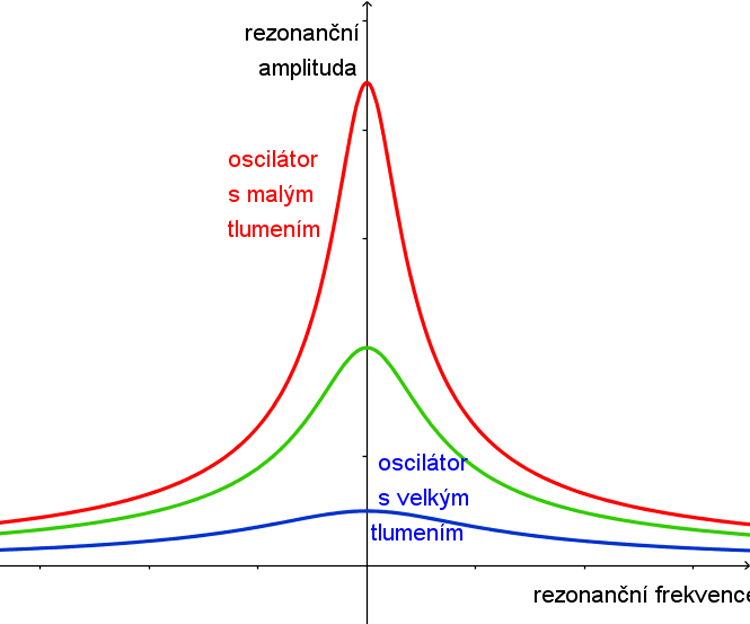 rezonanční
amplituda
oscilátor
s malým
tlumením
oscilátor
s velkým
tlumením
rezonanční frekvence